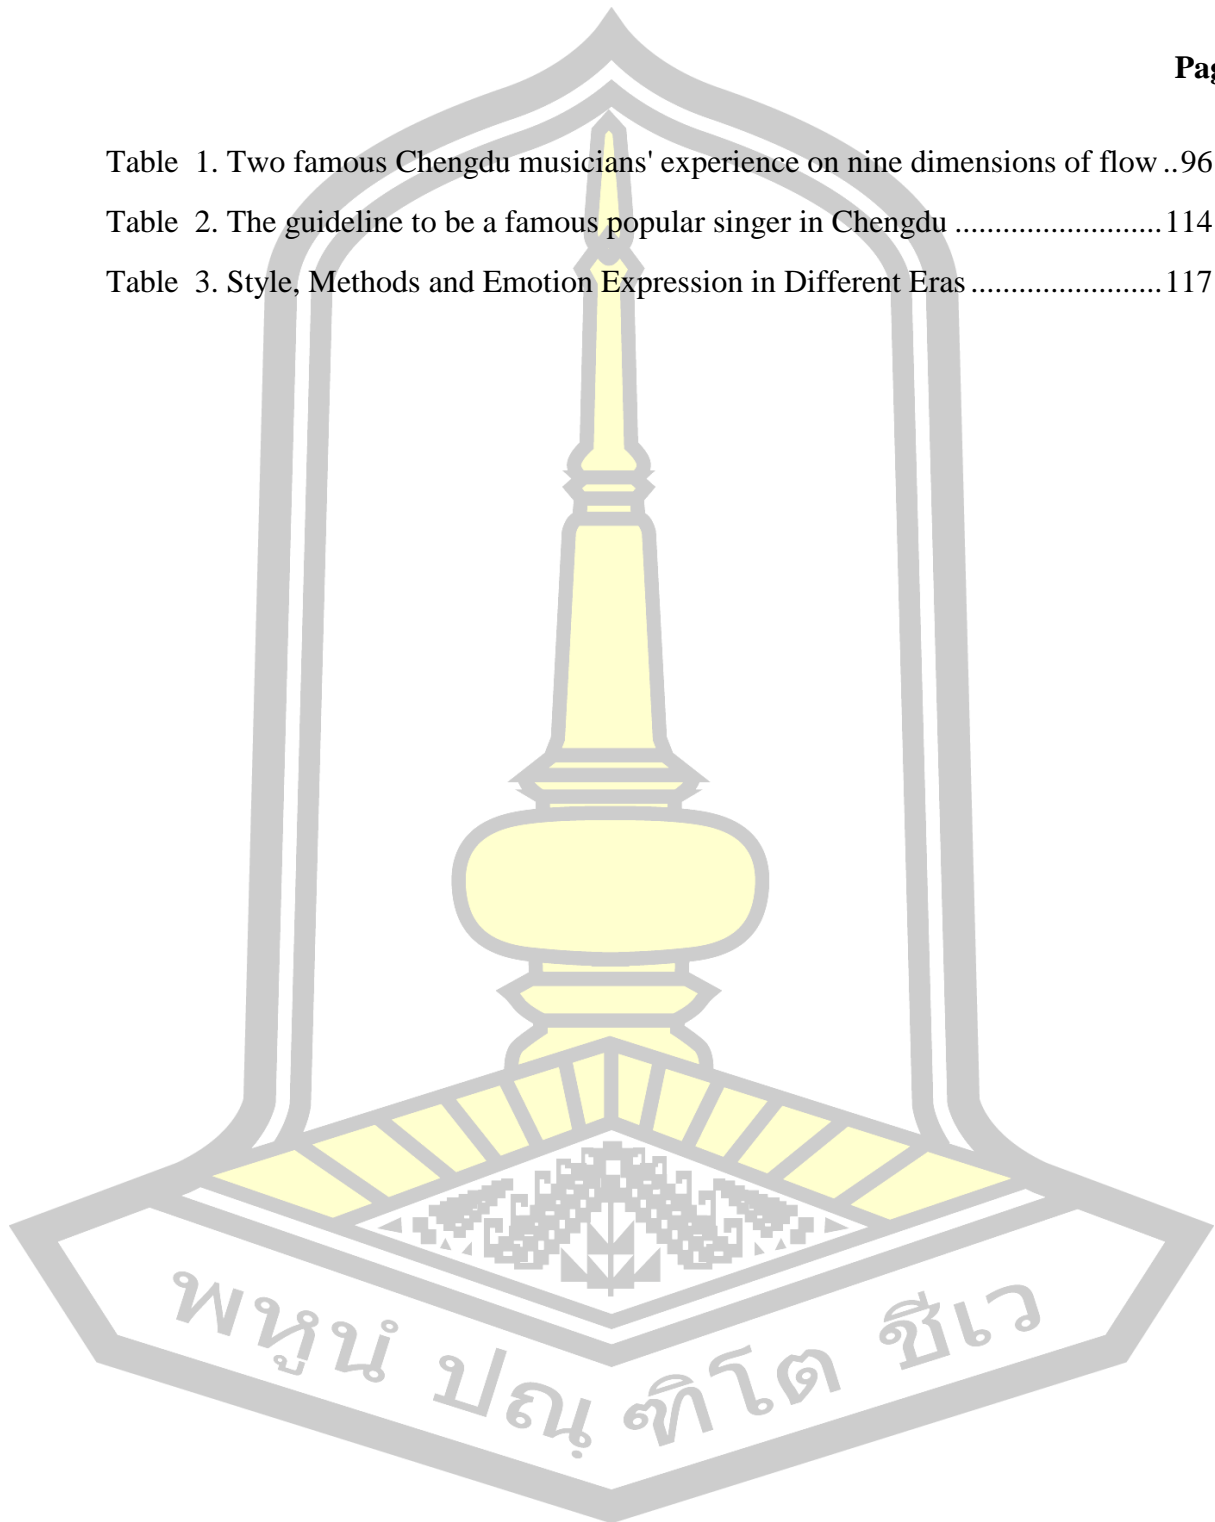 Pag
Table 1. Two famous Chengdu musicians' experience on nine dimensions of flow ..96
Table 2. The guideline to be a famous popular singer in Chengdu ........................114
Table 3. Style, Methods and Emotion Expression in Different Eras ......................117
พหูนํ ปณฺฑิโต ชีเว